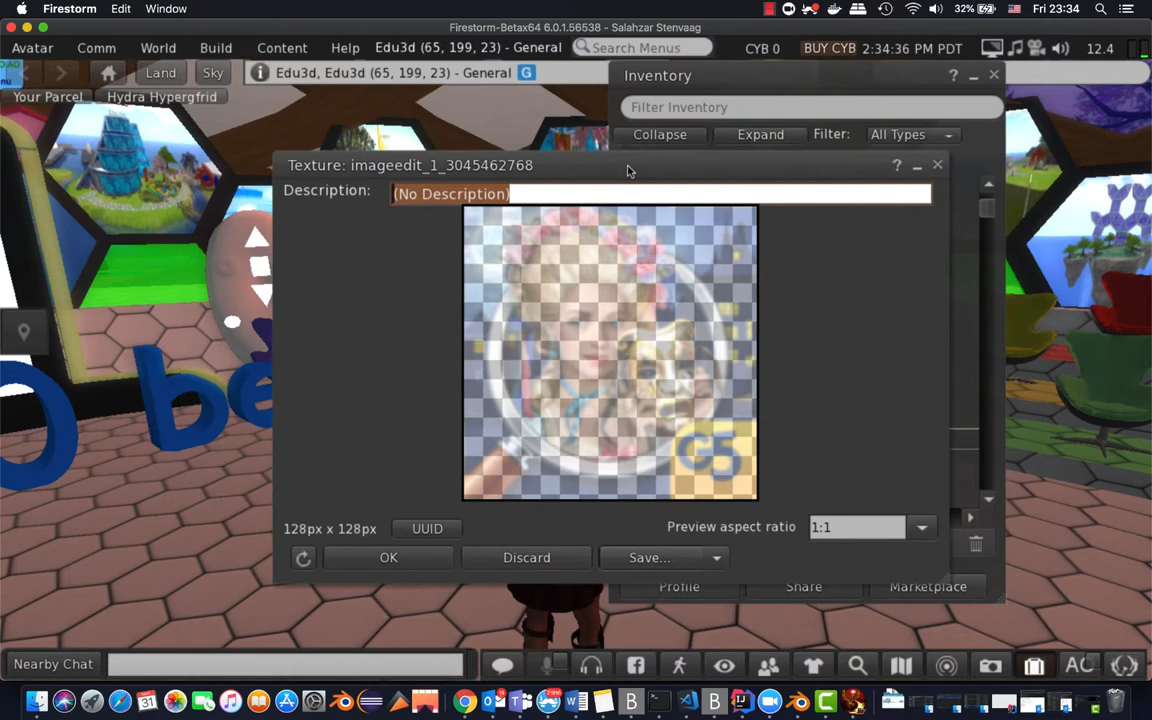 Firestorm Edit Window 32% Fri 23:34
Firestorm-Betax64 6.0.1.56538 - Salahzar Stenvaag
Avatar Comm World Build Content Help Edu3d (65, 199, 23) - General Search Menus CYB 0 BUY CYB 2:34:36 PM PDT 12.4
Land Sky Edu3d, Edu3d (65, 199, 23) - General G
Your Parcel Hydra Hypergfrid
Inventory ?
Filter Inventory
Collapse Expand Filter: All Types
Texture: imageedit_1_3045462768 ?
Description: (No Description)
G5
b e
128px x 128px UUID Preview aspect ratio 1:1
OK Discard Save...
Profile Share Marketplace
Nearby Chat AO
31 W B B